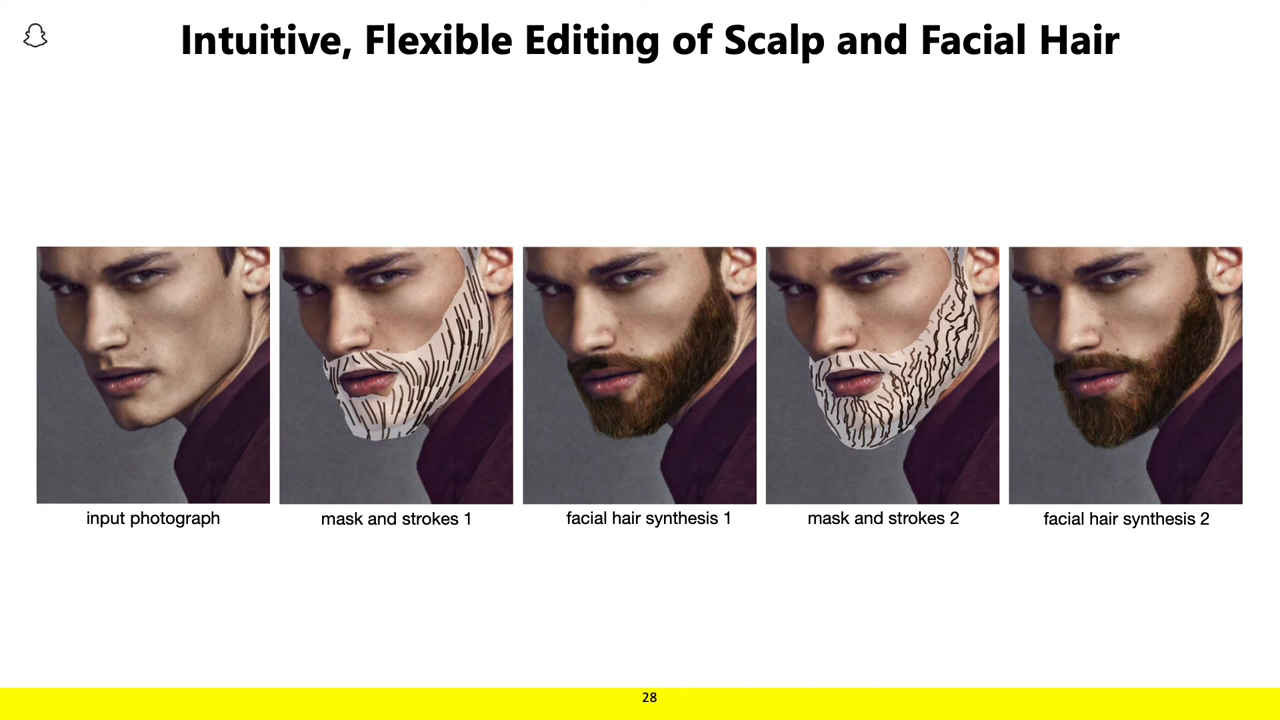 Intuitive, Flexible Editing of Scalp and Facial Hair
input photograph
mask and strokes 1
facial hair synthesis 1
mask and strokes 2
facial hair synthesis 2
28